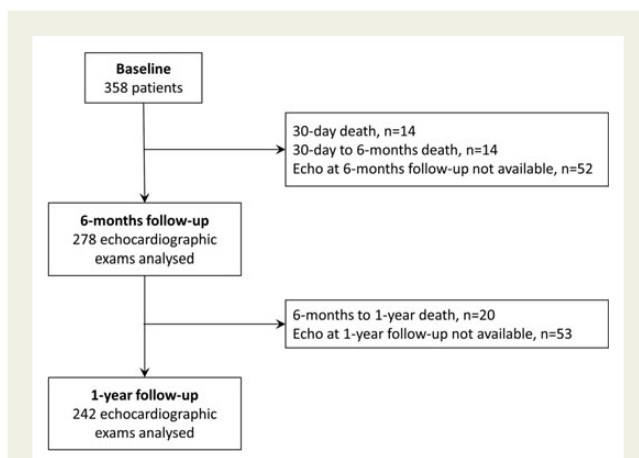 Baseline
358 patients
30-day death, n=14
30-day to 6-months death, n=14
Echo at 6-months follow-up not available, n=52
6-months follow-up
278 echocardiographic
exams analysed
6-months to 1-year death, n=20
Echo at 1-year follow-up not available, n=53
1-year follow-up
242 echocardiographic
exams analysed